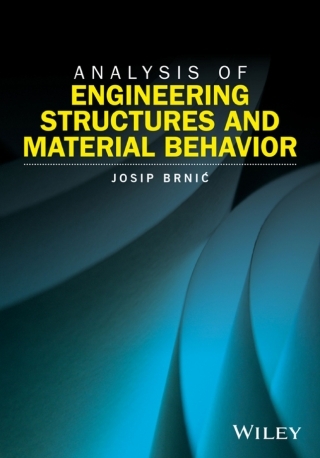 ANALYSIS OF
ENGINEERING
STRUCTURES AND
MATERIAL BEHAVIOR
JOSIP BRNIĆ
WILEY